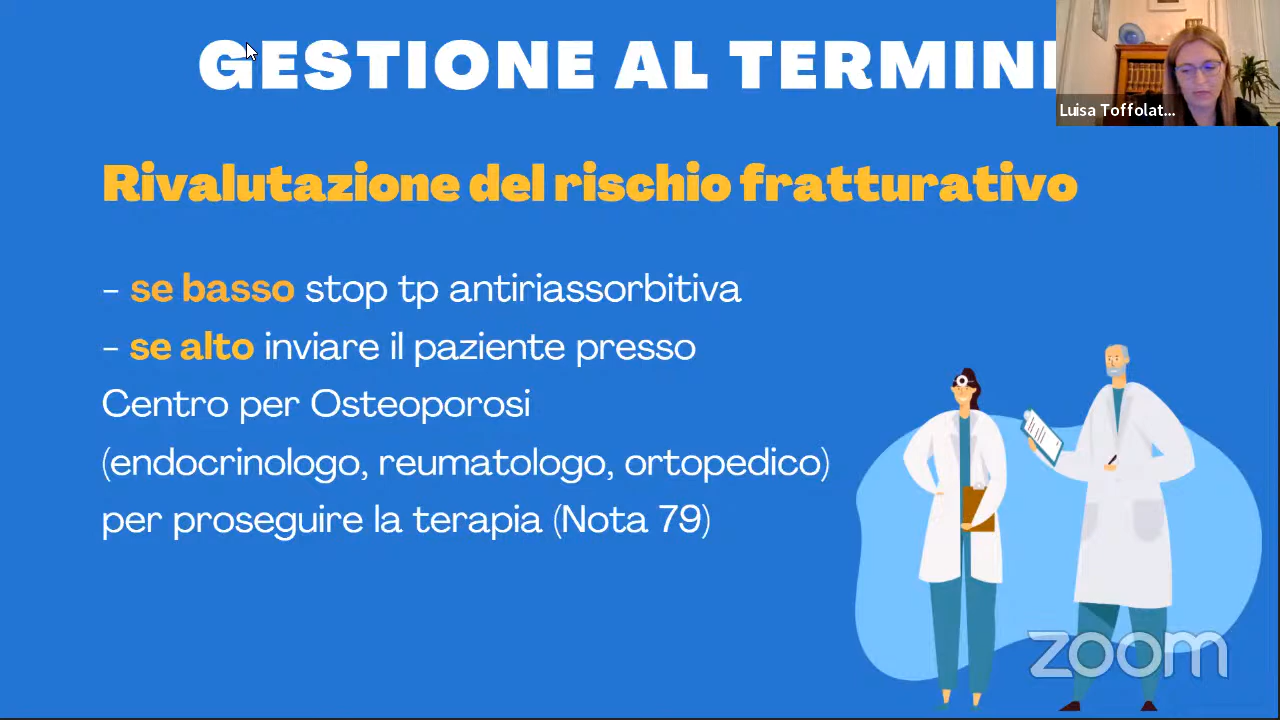 GESTIONE AL TERMINE
Luisa Toffolat...
Rivalutazione del rischio fratturativo
- se basso stop tp antiriassorbitiva
- se alto inviare il paziente presso
Centro per Osteoporosi
(endocrinologo, reumatologo, ortopedico)
per proseguire la terapia (Nota 79)
zoom